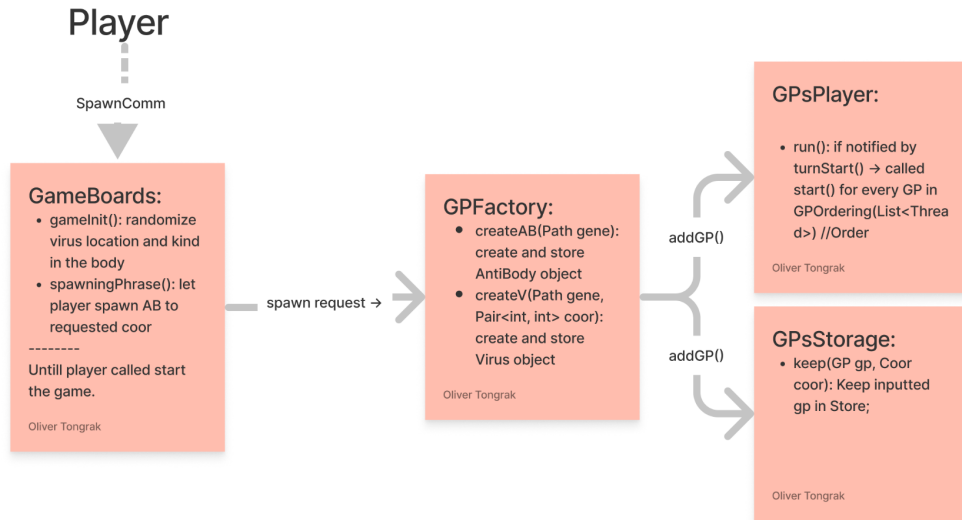 Player
SpawnComm
GameBoards:
• gameInit(): randomize
virus location and kind
in the body
• spawningPhrase(): let
player spawn AB to
requested coor
--------
Untill player called start
the game.
Oliver Tongrak
spawn request →
GPFactory:
• createAB(Path gene):
create and store
AntiBody object
• createV(Path gene,
Pair<int, int> coor):
create and store
Virus object
Oliver Tongrak
addGP()
addGP()
GPsPlayer:
• run(): if notified by
turnStart() → called
start() for every GP in
GPOrdering(List<Threa
d>) //Order
Oliver Tongrak
GPsStorage:
• keep(GP gp, Coor
coor): Keep inputted
gp in Store;
Oliver Tongrak